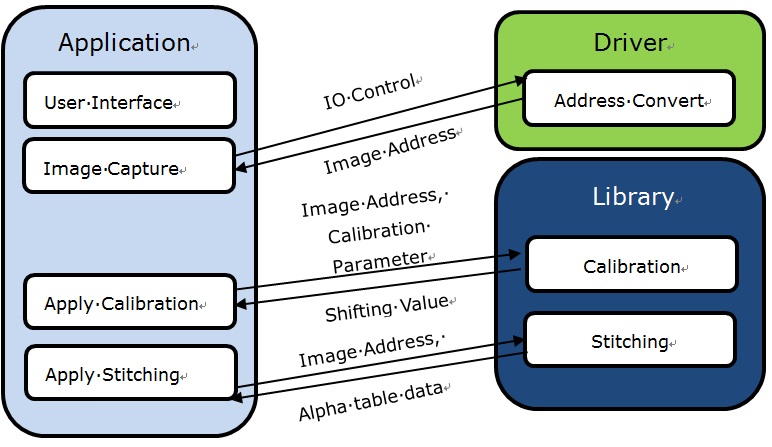 Application
User Interface
Image Capture
Apply Calibration
Apply Stitching
IO Control
Image Address
Image Address,
Calibration
Parameter
Shifting Value
Image Address,
Alpha table data
Driver
Address Convert
Library
Calibration
Stitching